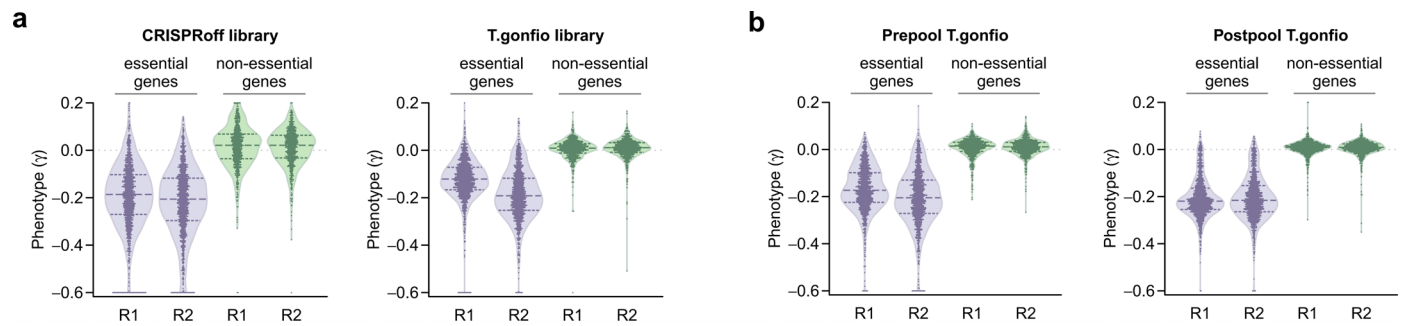 a
CRISPRoff library
essential genes
non-essential genes
Phenotype (γ)
0.2
0.0
−0.2
−0.4
−0.6
R1 R2 R1 R2
T.gonfio library
essential genes
non-essential genes
Phenotype (γ)
0.2
0.0
−0.2
−0.4
−0.6
R1 R2 R1 R2
b
Prepool T.gonfio
essential genes
non-essential genes
Phenotype (γ)
0.2
0.0
−0.2
−0.4
−0.6
R1 R2 R1 R2
Postpool T.gonfio
essential genes
non-essential genes
Phenotype (γ)
0.2
0.0
−0.2
−0.4
−0.6
R1 R2 R1 R2